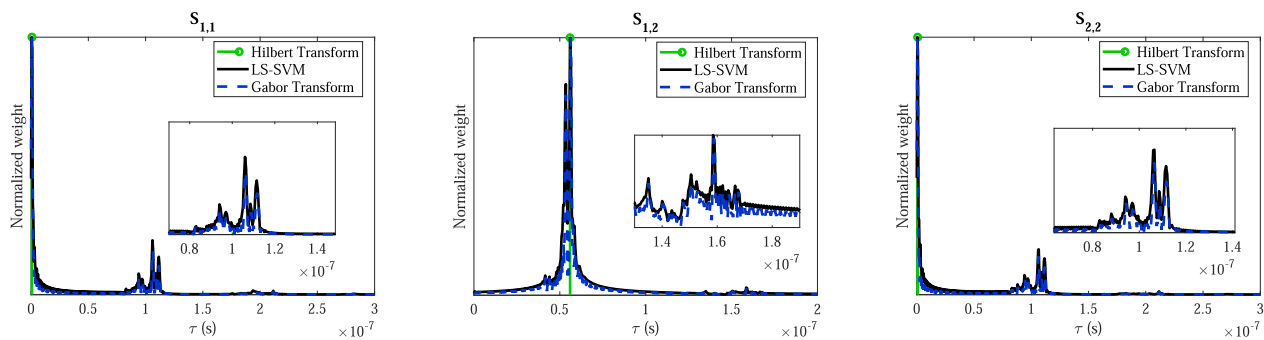 S1,1
Normalized weight
Hilbert Transform
LS-SVM
Gabor Transform
0.8 1 1.2 1.4
×10-7
0 0.5 1 1.5 2 2.5 3
τ (s)
×10-7
S1,2
Normalized weight
Hilbert Transform
LS-SVM
Gabor Transform
1.4 1.6 1.8
×10-7
0 0.5 1 1.5 2
τ (s)
×10-7
S2,2
Normalized weight
Hilbert Transform
LS-SVM
Gabor Transform
0.8 1 1.2 1.4
×10-7
0 0.5 1 1.5 2 2.5 3
τ (s)
×10-7